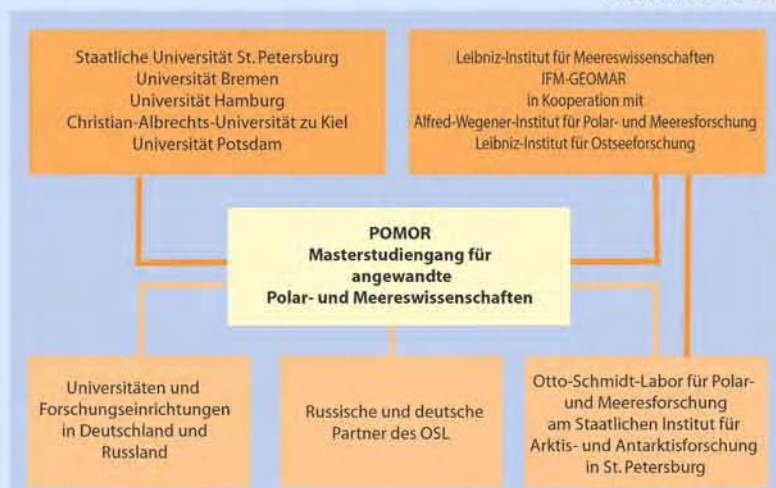 Staatliche Universität St. Petersburg
Universität Bremen
Universität Hamburg
Christian-Albrechts-Universität zu Kiel
Universität Potsdam
Leibniz-Institut für Meereswissenschaften
IFM-GEOMAR
in Kooperation mit
Alfred-Wegener-Institut für Polar- und Meeresforschung
Leibniz-Institut für Ostseeforschung
POMOR
Masterstudiengang für
angewandte
Polar- und Meereswissenschaften
Universitäten und
Forschungseinrichtungen
in Deutschland und
Russland
Russische und deutsche
Partner des OSL
Otto-Schmidt-Labor für Polar-
und Meeresforschung
am Staatlichen Institut für
Arktis- und Antarktisforschung
in St. Petersburg